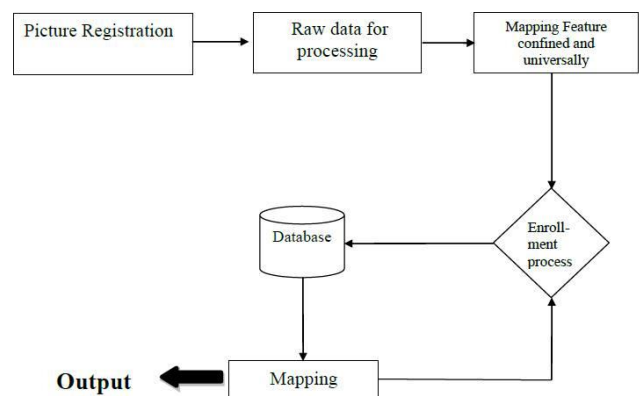 Picture Registration
Raw data for
processing
Mapping Feature
confined and
universally
Enroll-
ment
process
Database
Mapping
Output